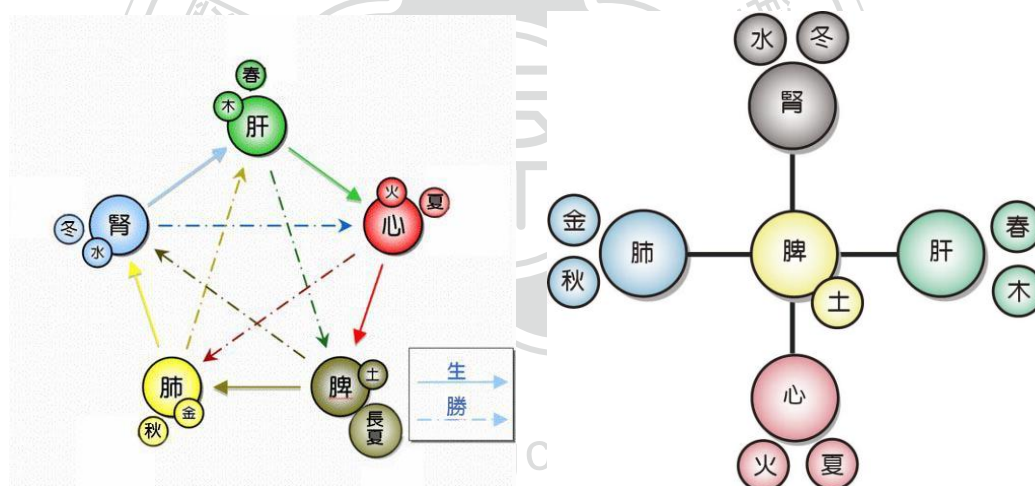 春
木
肝
火
夏
心
腎
冬
水
肺
金
秋
脾
土
長
夏
生
勝
水
冬
腎
金
肺
秋
脾
土
肝
春
木
心
火
夏